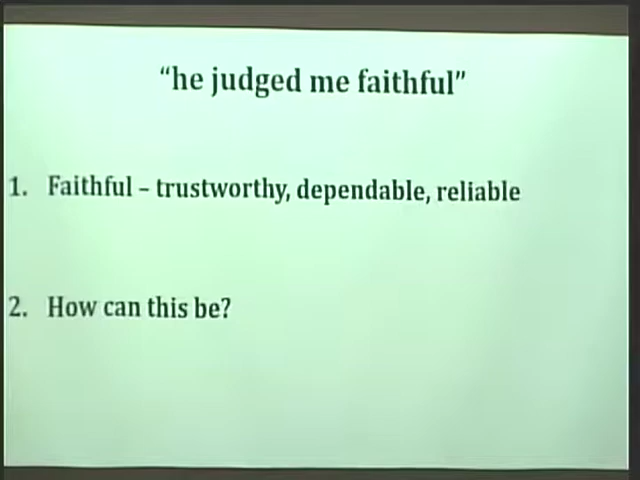 “he judged me faithful”
1. Faithful – trustworthy, dependable, reliable
2. How can this be?